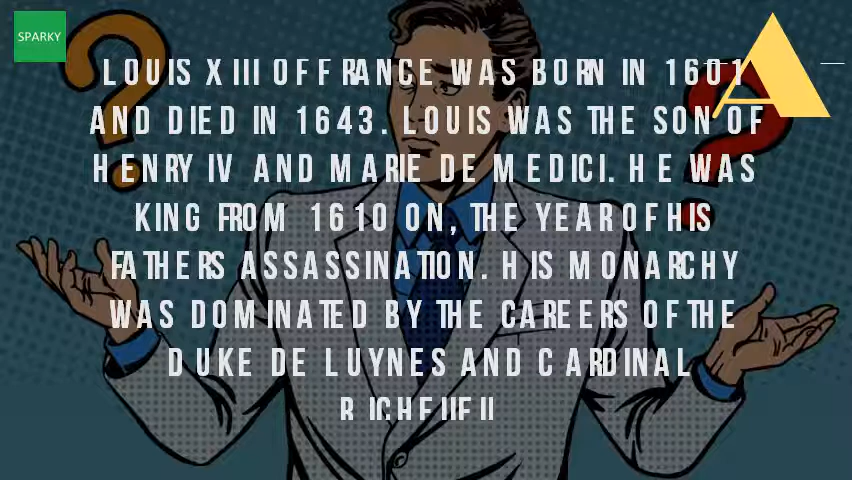 SPARKY
A
LOUIS XIII OF FRANCE WAS BORN IN 1601
AND DIED IN 1643. LOUIS WAS THE SON OF
HENRY IV AND MARIE DE MEDICI. HE WAS
KING FROM 1610 ON, THE YEAR OF HIS
FATHERS ASSASSINATION. HIS MONARCHY
WAS DOMINATED BY THE CAREERS OF THE
DUKE DE LUYNES AND CARDINAL
RICHELIEU